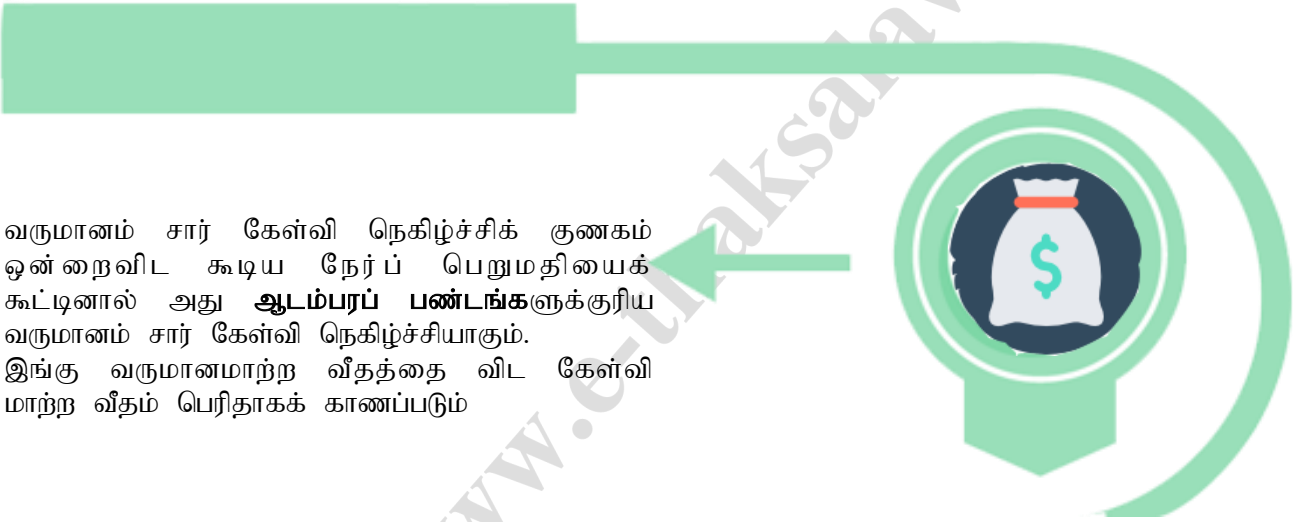 வருமானம் சார் கேள்வி நெகிழ்ச்சிக் குணகம்
ஒன்றைவிட கூடிய நேர்ப் பெறுமதியைக்
கூட்டினால் அது ஆடம்பரப் பண்டங்களுக்குரிய
வருமானம் சார் கேள்வி நெகிழ்ச்சியாகும்.
இங்கு வருமானமாற்ற வீதத்தை விட கேள்வி
மாற்ற வீதம் பெரிதாகக் காணப்படும்
$